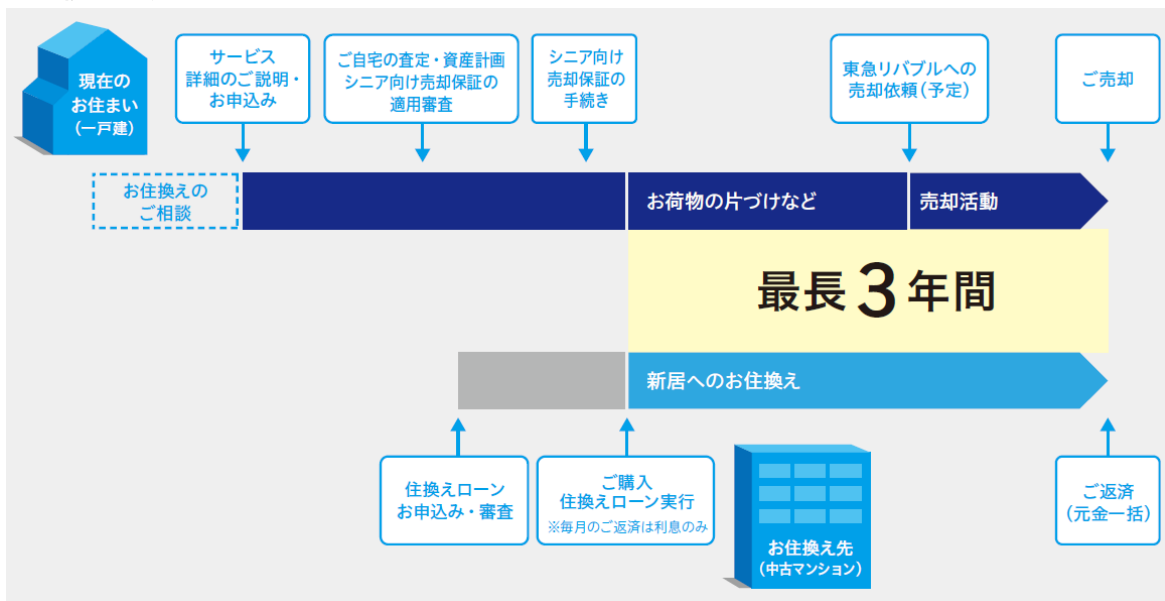 現在の
お住まい
(一戸建)
サービス
詳細のご説明・
お申込み
ご自宅の査定・資産計画
シニア向け売却保証の
適用審査
シニア向け
売却保証の
手続き
東急リバブルへの
売却依頼(予定)
ご売却
お住換えの
ご相談
お荷物の片づけなど
売却活動
最長3年間
新居へのお住換え
住換えローン
お申込み・審査
ご購入
住換えローン実行
※毎月のご返済は利息のみ
お住換え先
(中古マンション)
ご返済
(元金一括)